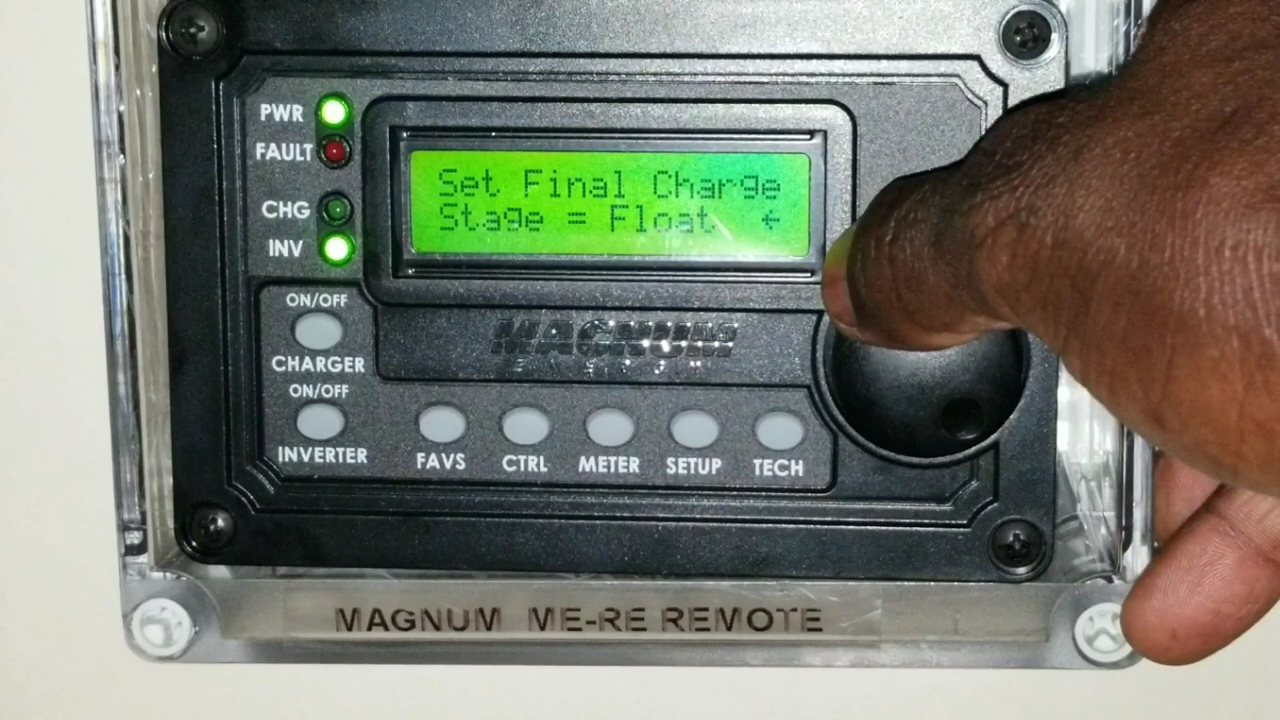 PWR
FAULT
CHG
INV
Set Final Charge
Stage = Float ←
ON/OFF
CHARGER
ON/OFF
INVERTER
MAGNUM
ENERGY
FAVS
CTRL
METER
SETUP
TECH
MAGNUM ME-RE REMOTE